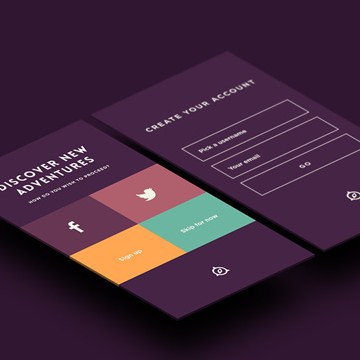 DISCOVER NEW
ADVENTURES
HOW DO YOU WISH TO PROCEED?
Sign up
Skip for now
CREATE YOUR ACCOUNT
Pick a username
Your email
GO